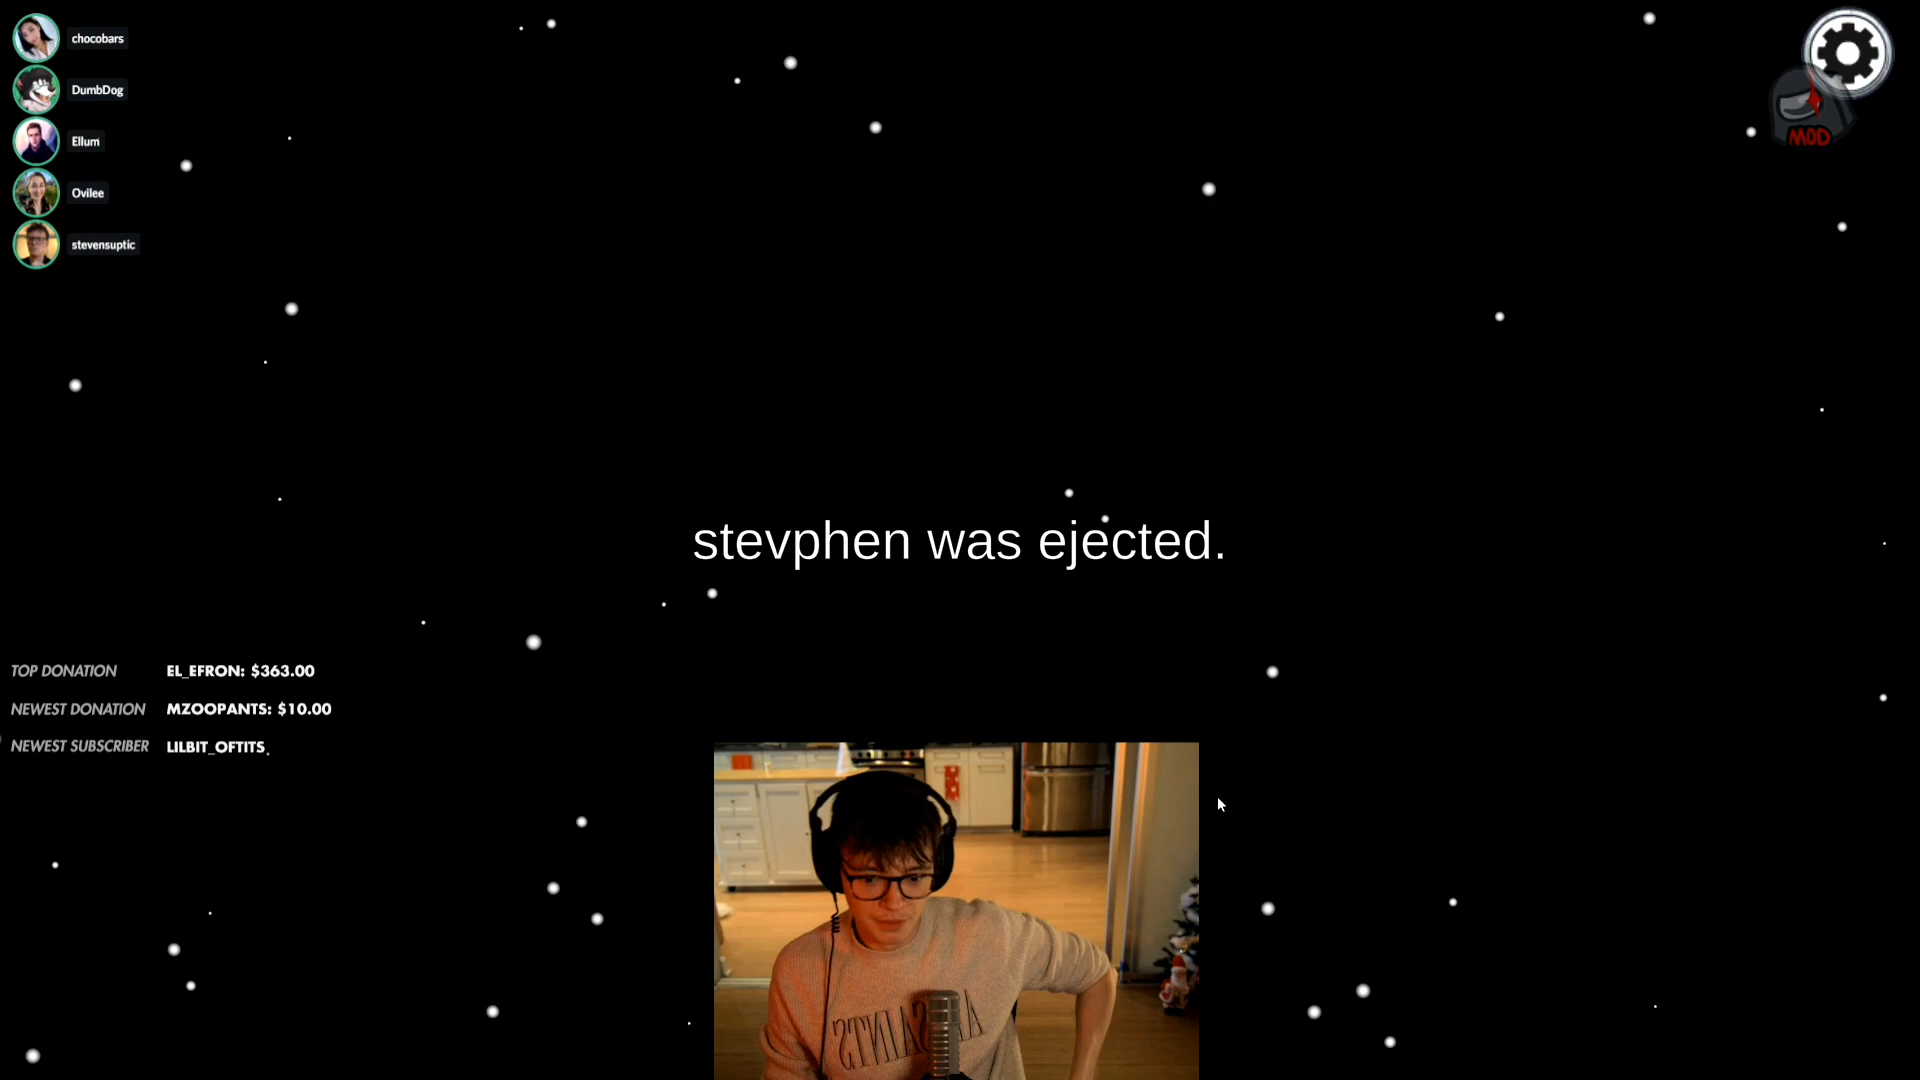 chocobars
DumbDog
Ellum
Ovilee
stevensuptic
MOD
stevphen was ejected.
TOP DONATION EL_EFRON: $363.00
NEWEST DONATION MZOOPANTS: $10.00
NEWEST SUBSCRIBER LILBIT_OFTITS_